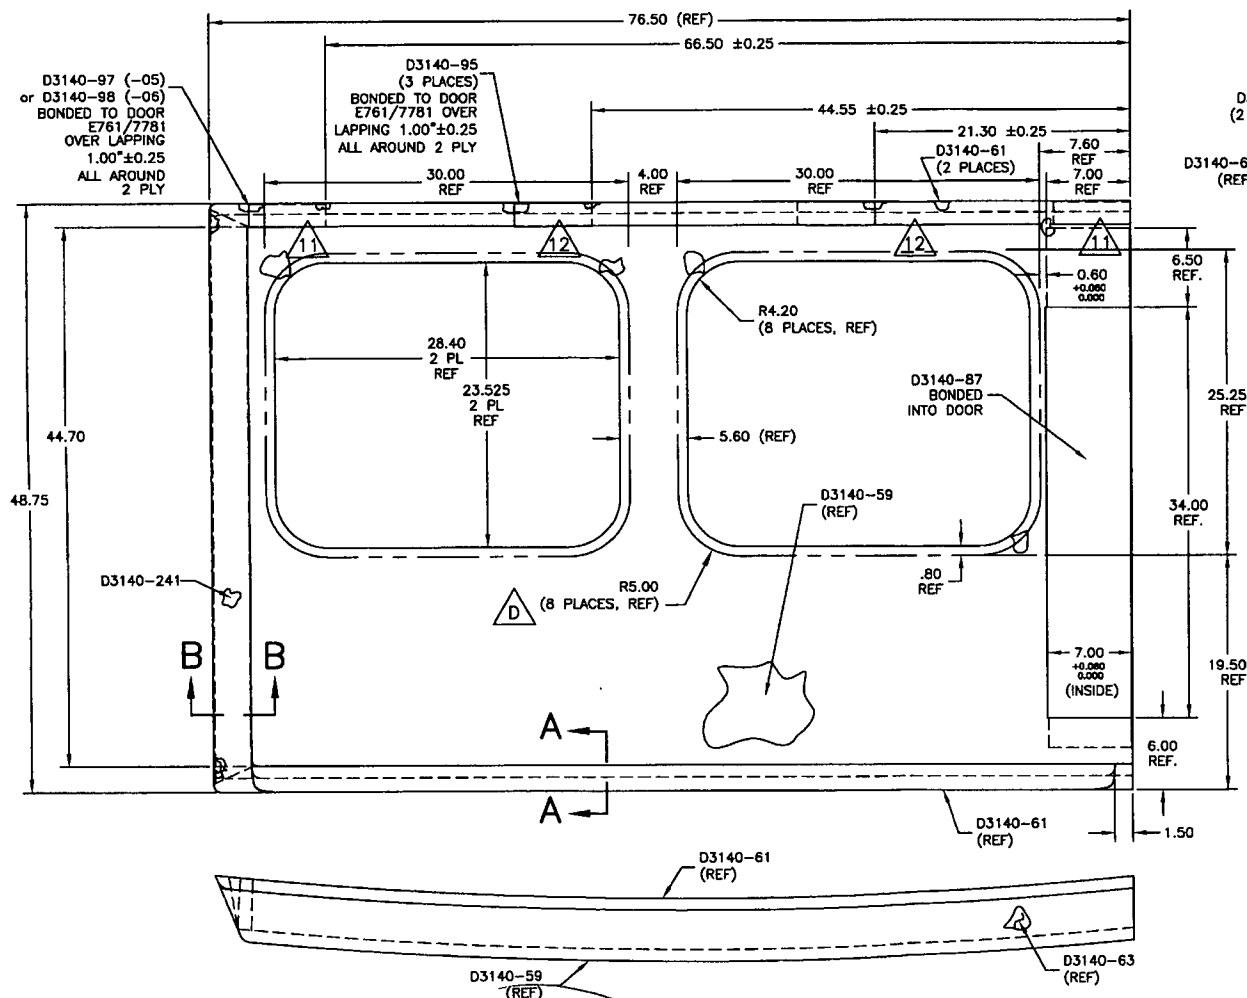 76.50 (REF)
66.50 ±0.25
D3140-97 (-05)
or D3140-98 (-06)
BONDED TO DOOR
E761/7781
OVER LAPPING
1.00"±0.25
ALL AROUND
2 PLY
D3140-95
(3 PLACES)
BONDED TO DOOR
E761/7781 OVER
LAPPING 1.00"±0.25
ALL AROUND 2 PLY
44.55 ±0.25
21.30 ±0.25
D3140-61
(2 PLACES)
7.60
REF
7.00
REF
D
(2
D3140-6
(REF
30.00
REF
4.00
REF
30.00
REF
11
12
12
11
6.50
REF.
0.60
+0.060
0.000
R4.20
(8 PLACES, REF)
28.40
2 PL
REF
23.525
2 PL
REF
D3140-87
BONDED
INTO DOOR
25.25
REF
44.70
5.60 (REF)
48.75
D3140-59
(REF)
34.00
REF.
D3140-241
R5.00
(8 PLACES, REF)
D
.80
REF
B
B
7.00
+0.060
0.000
(INSIDE)
19.50
REF
A
6.00
REF.
A
D3140-61
(REF)
1.50
D3140-61
(REF)
D3140-63
(REF)
D3140-59
(REF)